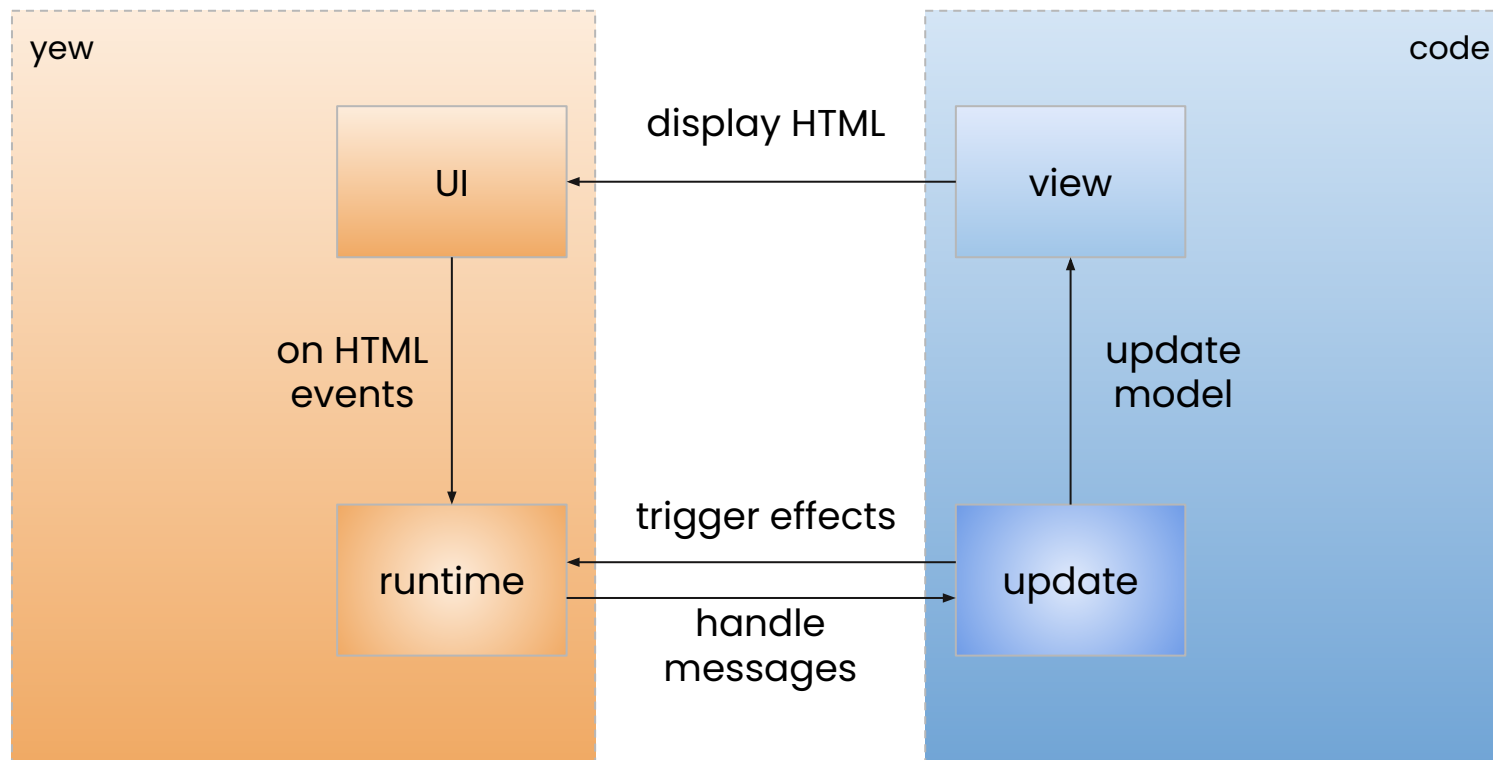 yew
code
display HTML
UI
view
on HTML
events
update
model
trigger effects
runtime
update
handle
messages